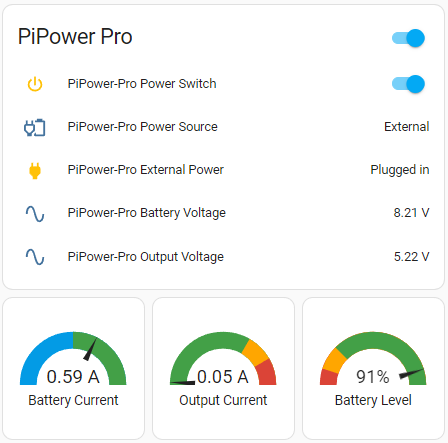 PiPower Pro
PiPower-Pro Power Switch
PiPower-Pro Power Source External
PiPower-Pro External Power Plugged in
PiPower-Pro Battery Voltage 8.21 V
PiPower-Pro Output Voltage 5.22 V
0.59 A 0.05 A 91%
Battery Current Output Current Battery Level